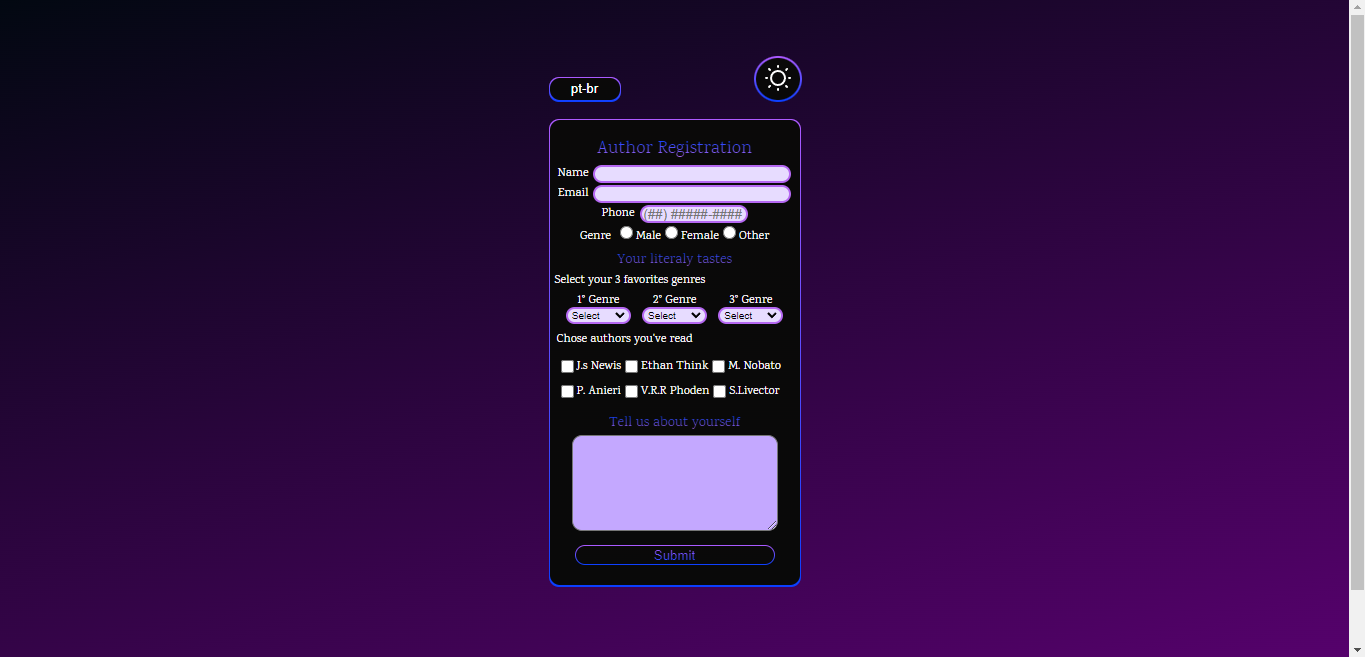 pt-br
Author Registration
Name
Email
Phone (##) #####-####
Genre Male Female Other
Your literaly tastes
Select your 3 favorites genres
1° Genre 2° Genre 3° Genre
Select Select Select
Chose authors you've read
J.s Newis Ethan Think M. Nobato
P. Anieri V.R.R Phoden S.Livector
Tell us about yourself
Submit